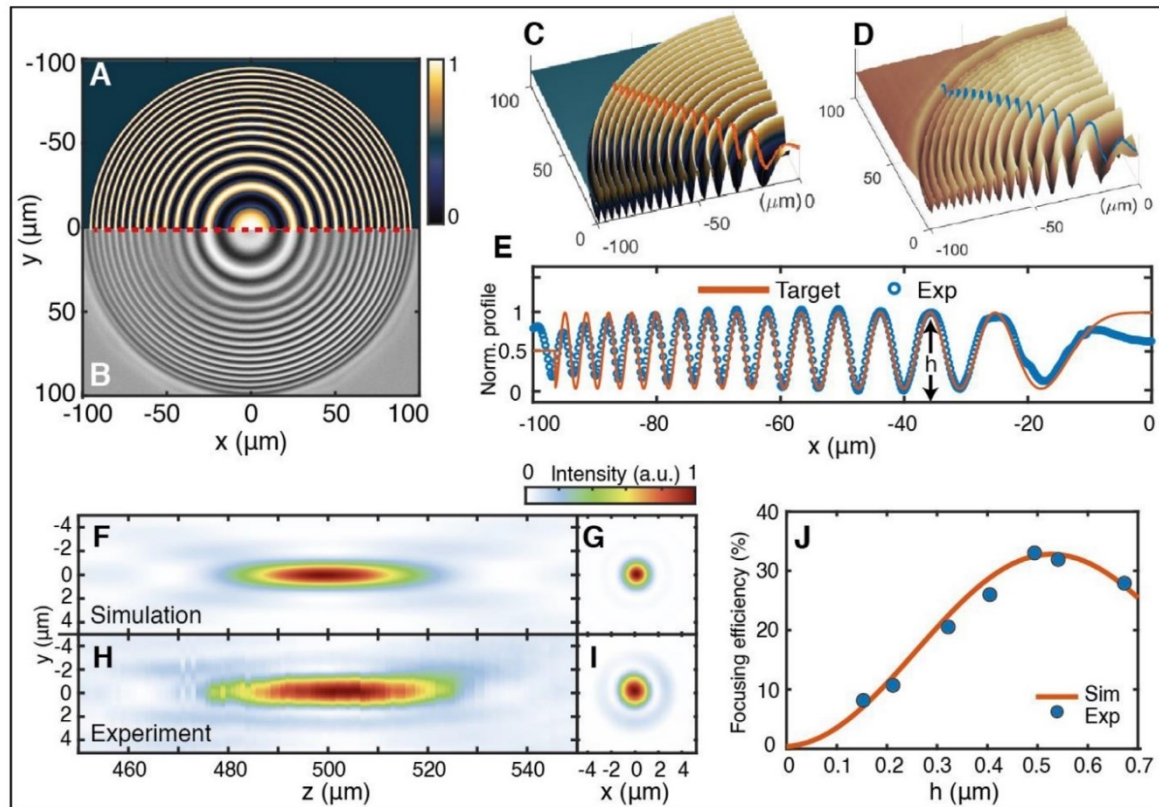 A
B
-100
-50
0
50
100
y (μm)
-100 -50 0 50 100
x (μm)
1
0
C
100
50
0
-100
-50
(μm)
0
D
100
50
0
-100
-50
(μm)
0
E
Target Exp
Norm. profile
1
0.5
0
h
-100 -80 -60 -40 -20 0
x (μm)
0 Intensity (a.u.) 1
F
-4
-2
0
2
4
Simulation
G
y (μm)
H
-4
-2
0
2
4
Experiment
I
460 480 500 520 540
z (μm)
-4 -2 0 2 4
x (μm)
J
Focusing efficiency (%)
40
30
20
10
0
Sim
Exp
0 0.1 0.2 0.3 0.4 0.5 0.6 0.7
h (μm)